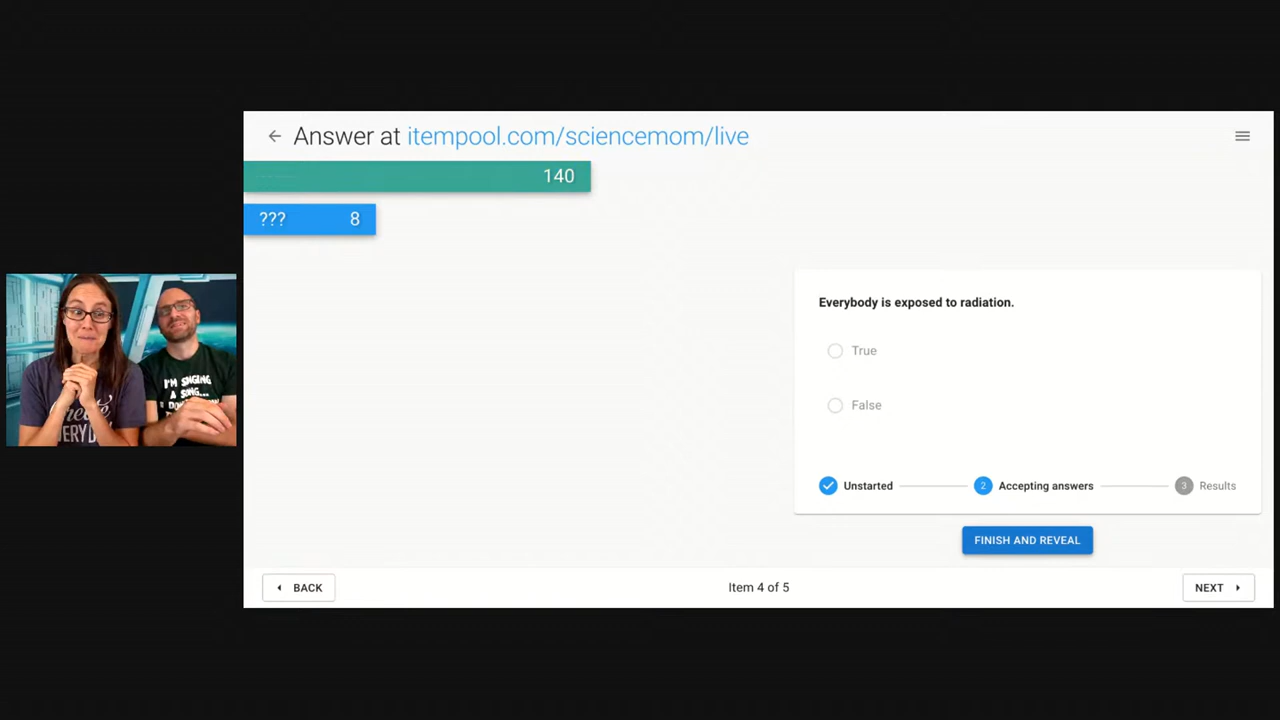 Answer at itempool.com/sciencemom/live
140
??? 8
Everybody is exposed to radiation.
True
False
Unstarted
2 Accepting answers
3 Results
FINISH AND REVEAL
BACK
Item 4 of 5
NEXT
I'M SINGING
A SONG...